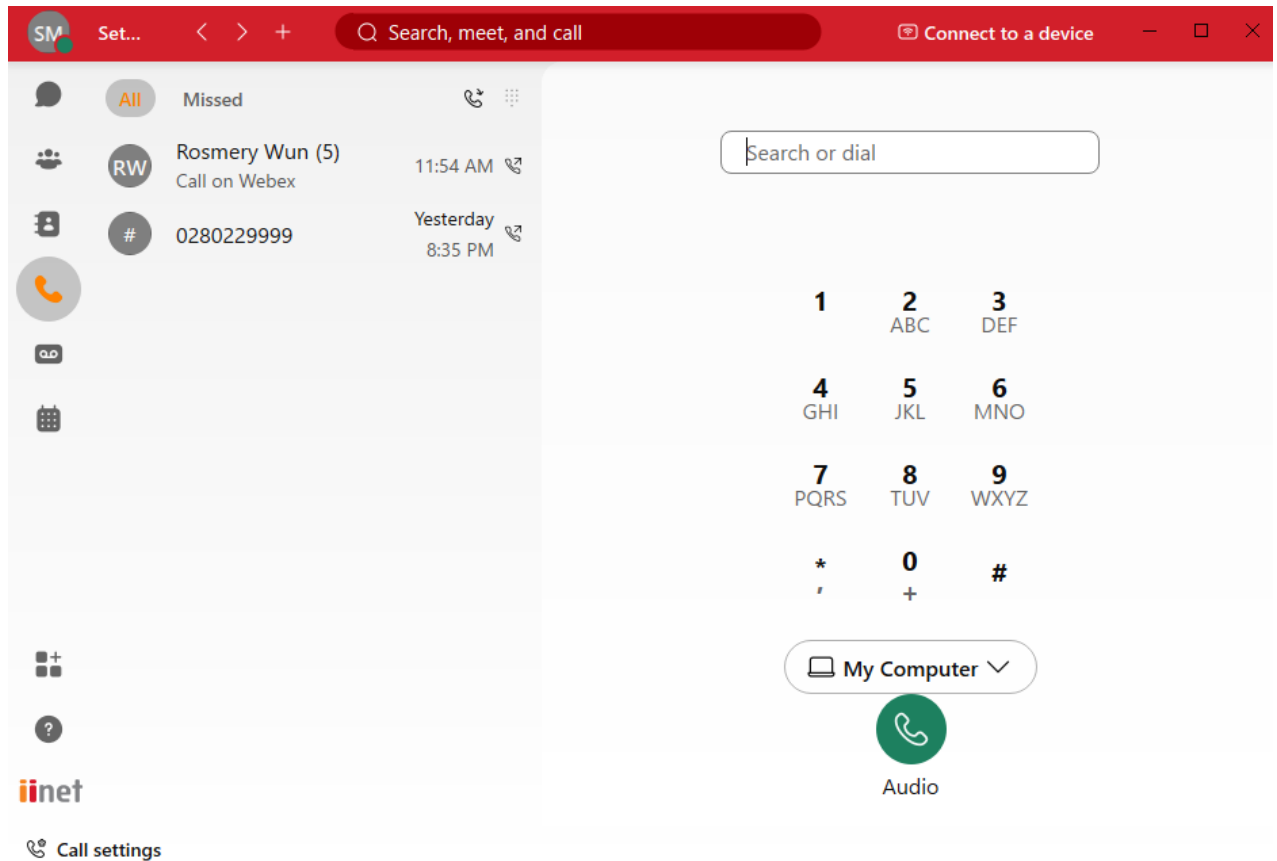 SM Set... Search, meet, and call Connect to a device
All Missed
RW Rosmery Wun (5) 11:54 AM
Call on Webex
# 0280229999 Yesterday
8:35 PM
Search or dial
1 2 3
ABC DEF
4 5 6
GHI JKL MNO
7 8 9
PQRS TUV WXYZ
* 0 #
, +
My Computer
Audio
iinet
Call settings